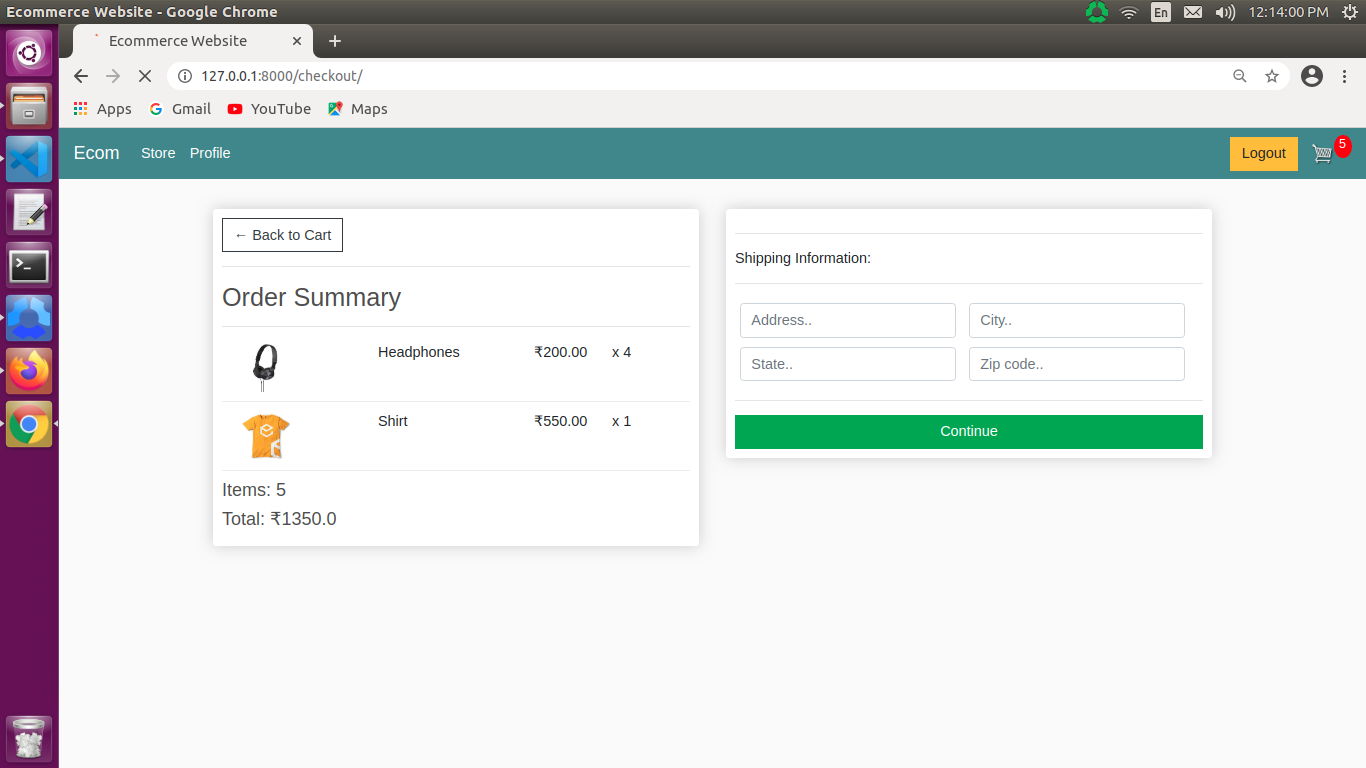 Ecommerce Website - Google Chrome
En
12:14:00 PM
Ecommerce Website
127.0.0.1:8000/checkout/
Apps Gmail YouTube Maps
Ecom Store Profile Logout 5
← Back to Cart
Order Summary
Headphones ₹200.00 x 4
Shirt ₹550.00 x 1
Items: 5
Total: ₹1350.0
Shipping Information:
Address.. City..
State.. Zip code..
Continue